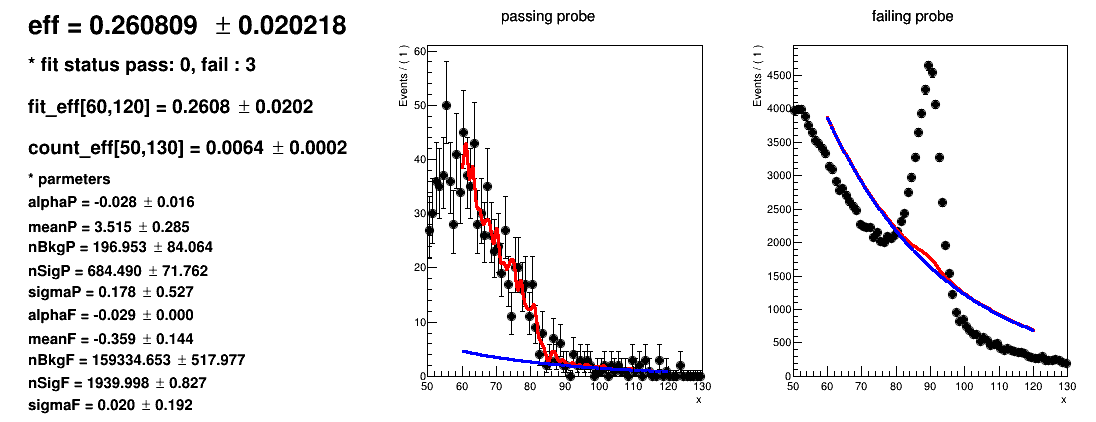 eff = 0.260809 ± 0.020218
* fit status pass: 0, fail : 3
fit_eff[60,120] = 0.2608 ± 0.0202
count_eff[50,130] = 0.0064 ± 0.0002
* parmeters
alphaP = -0.028 ± 0.016
meanP = 3.515 ± 0.285
nBkgP = 196.953 ± 84.064
nSigP = 684.490 ± 71.762
sigmaP = 0.178 ± 0.527
alphaF = -0.029 ± 0.000
meanF = -0.359 ± 0.144
nBkgF = 159334.653 ± 517.977
nSigF = 1939.998 ± 0.827
sigmaF = 0.020 ± 0.192
passing probe
Events / ( 1 )
60
50
40
30
20
10
0
50 60 70 80 90 100 110 120 130
x
failing probe
Events / ( 1 )
4500
4000
3500
3000
2500
2000
1500
1000
500
0
50 60 70 80 90 100 110 120 130
x